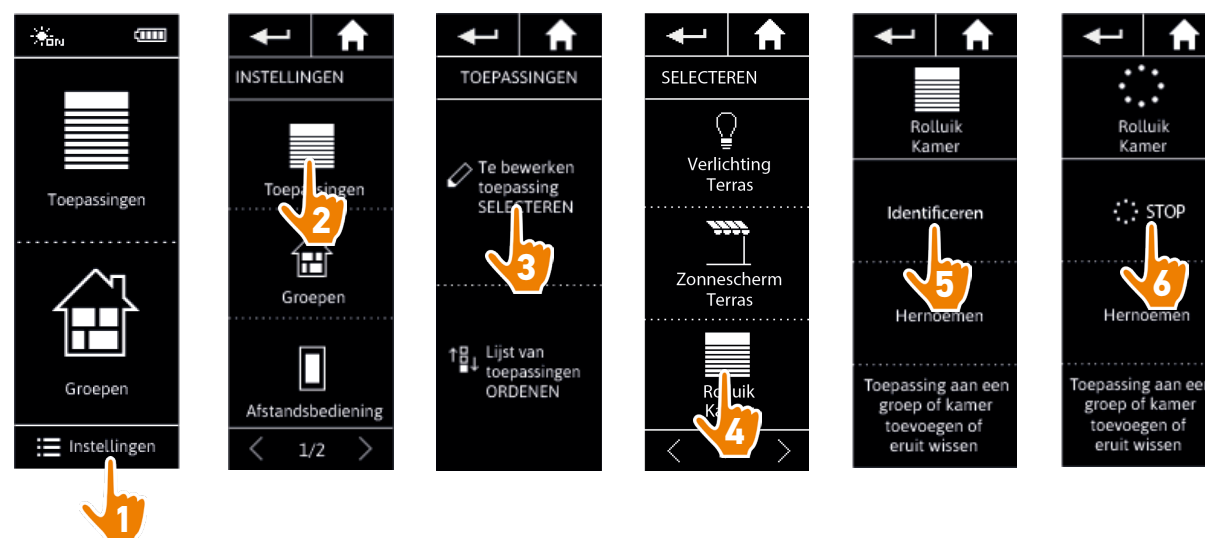 ON
Toepassingen
Groepen
Instellingen
1
INSTELLINGEN
Toepassingen
2
Groepen
Afstandsbediening
1/2
TOEPASSINGEN
Te bewerken
toepassing
SELECTEREN
3
Lijst van
toepassingen
ORDENEN
SELECTEREN
Verlichting
Terras
Zonnescherm
Terras
Rolluik
4
Rolluik
Kamer
Identificeren
5
Hernoemen
Toepassing aan een
groep of kamer
toevoegen of
eruit wissen
Rolluik
Kamer
STOP
6
Hernoemen
Toepassing aan een
groep of kamer
toevoegen of
eruit wissen